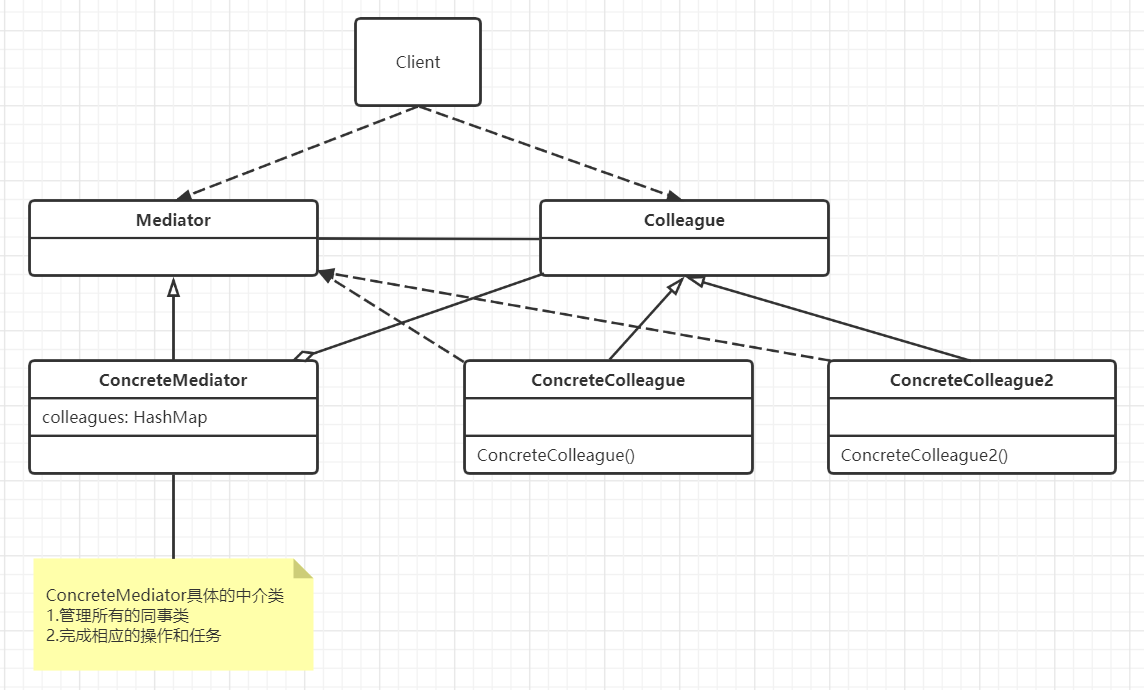 Client
Mediator
Colleague
ConcreteMediator
colleagues: HashMap
ConcreteColleague
ConcreteColleague()
ConcreteColleague2
ConcreteColleague2()
ConcreteMediator具体的中介类
1.管理所有的同事类
2.完成相应的操作和任务